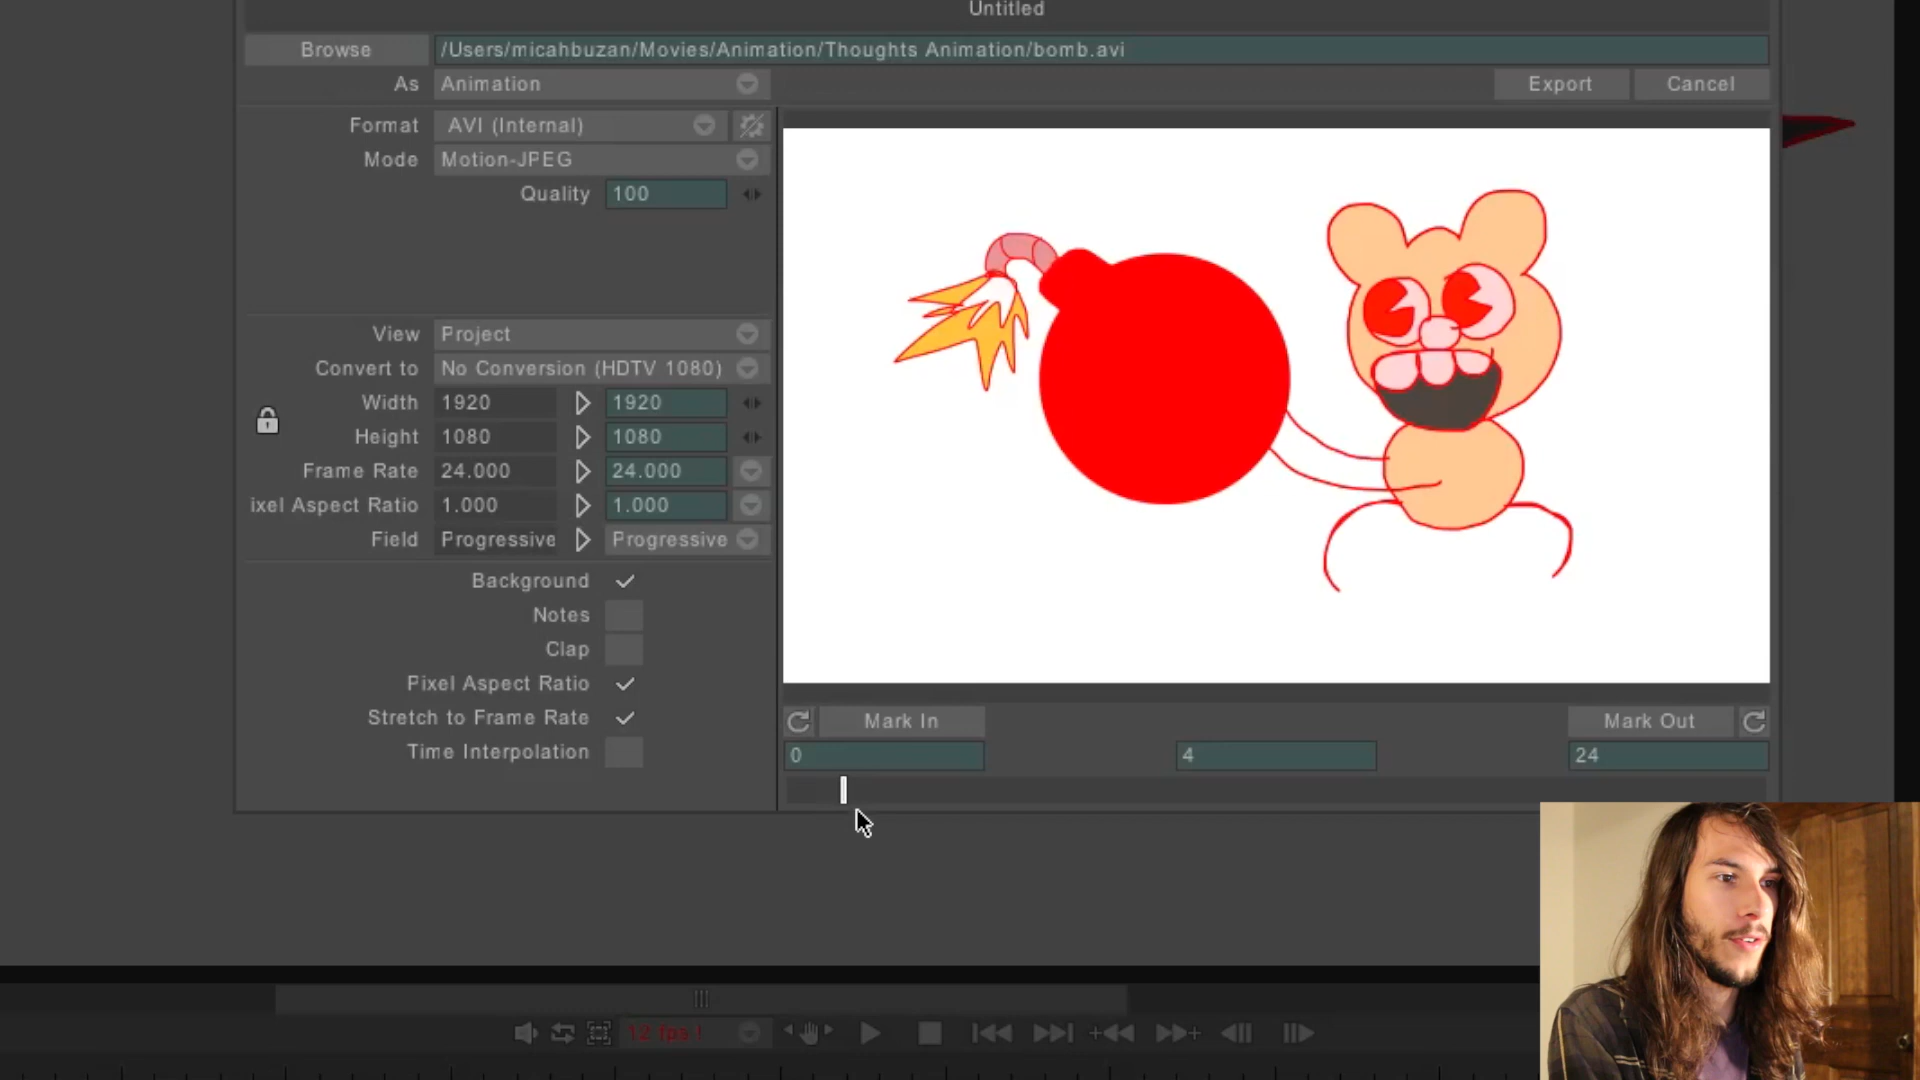 Untitled
Browse /Users/micahbuzan/Movies/Animation/Thoughts Animation/bomb.avi
As Animation Export Cancel
Format AVI (Internal)
Mode Motion-JPEG
Quality 100
View Project
Convert to No Conversion (HDTV 1080)
Width 1920 1920
Height 1080 1080
Frame Rate 24.000 24.000
ixel Aspect Ratio 1.000 1.000
Field Progressive Progressive
Background
Notes
Clap
Pixel Aspect Ratio
Stretch to Frame Rate
Time Interpolation
Mark In Mark Out
0 4 24
12 fps !